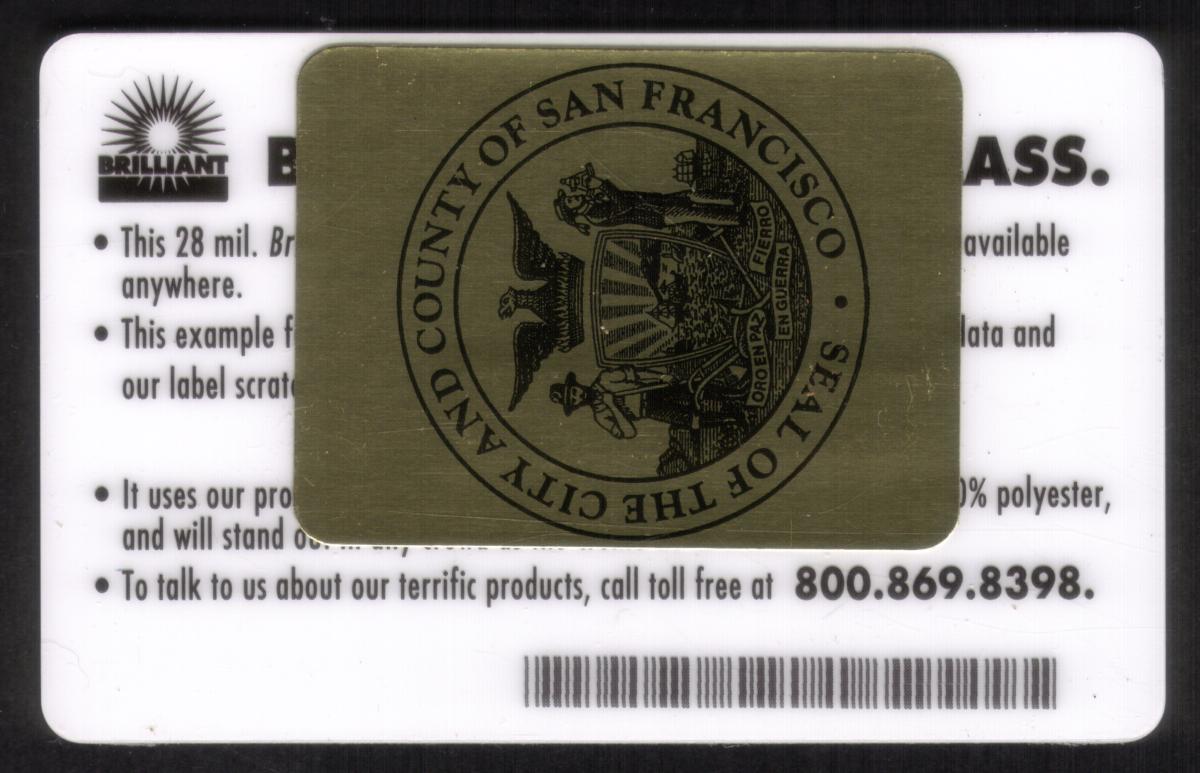 BRILLIANT
B
ASS.
• This 28 mil. Br
available
anywhere.
• This example f
data and
our label scratc
• It uses our pro
0% polyester,
and will stand
• To talk to us about our terrific products, call toll free at 800.869.8398.
SEAL OF THE CITY AND COUNTY OF SAN FRANCISCO •
ORO EN PAZ
FIERRO
EN GUERRA